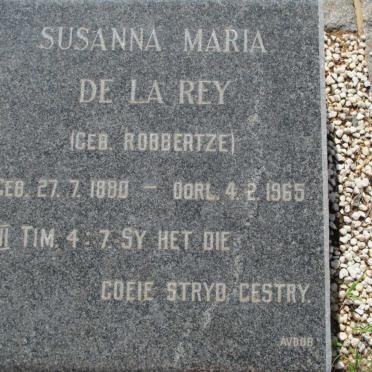 SUSANNA MARIA
DE LA REY
(GEB. ROBBERTZE)
GEB. 27. 7. 1880 — OORL. 4. 2. 1965
II TIM. 4 : 7 SY HET DIE
GOEIE STRYD GESTRY.
AVBOB